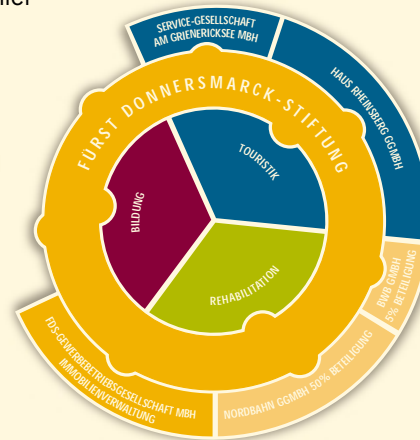 SERVICE-GESELLSCHAFT
AM GRIENERICKSEE MBH
HAUS RHEINSBERG GGMBH
FÜRST DONNERSMARCK-STIFTUNG
TOURISTIK
BILDUNG
REHABILITATION
BWB GMBH
5% BETEILIGUNG
NORDBAHN GGMBH 50% BETEILIGUNG
FDS-GEWERBEBETRIEBSGESELLSCHAFT MBH
IMMOBILIENVERWALTUNG